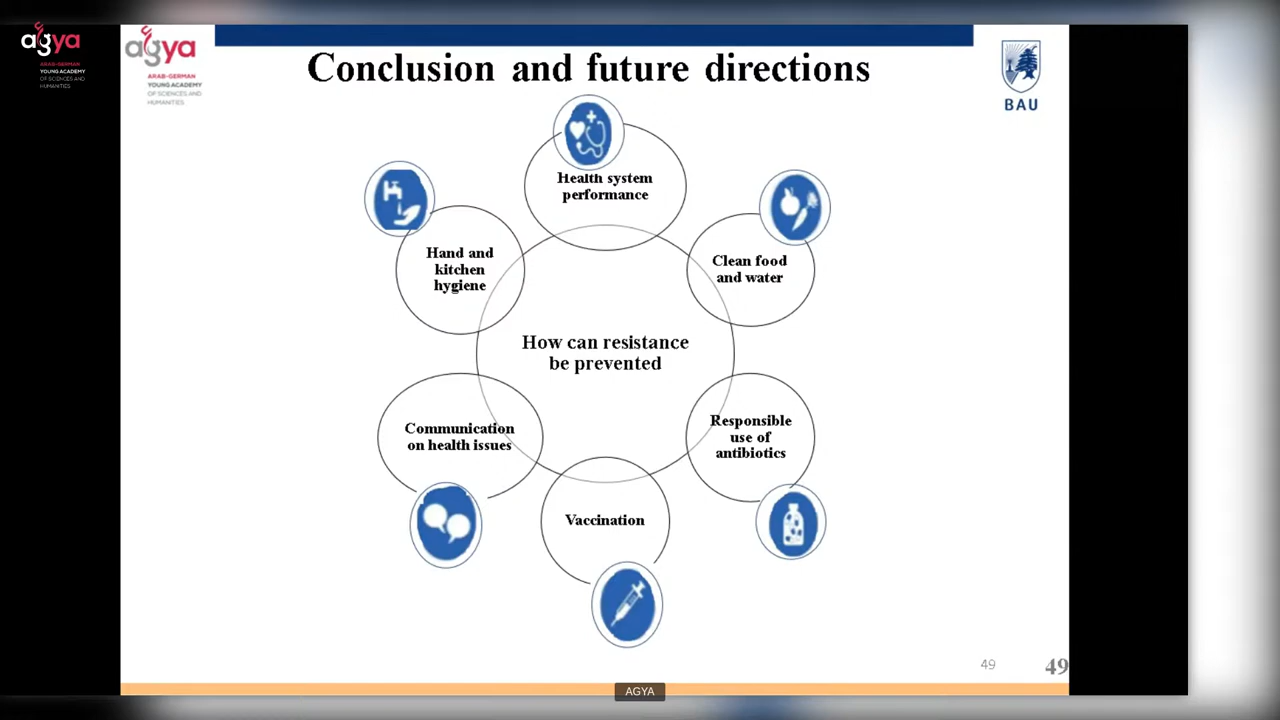 agya
ARAB-GERMAN
YOUNG ACADEMY
OF SCIENCES AND
HUMANITIES
agya
ARAB-GERMAN
YOUNG ACADEMY
OF SCIENCES AND
HUMANITIES
Conclusion and future directions
BAU
Health system
performance
Hand and
kitchen
hygiene
Clean food
and water
How can resistance
be prevented
Communication
on health issues
Responsible
use of
antibiotics
Vaccination
49
49
AGYA